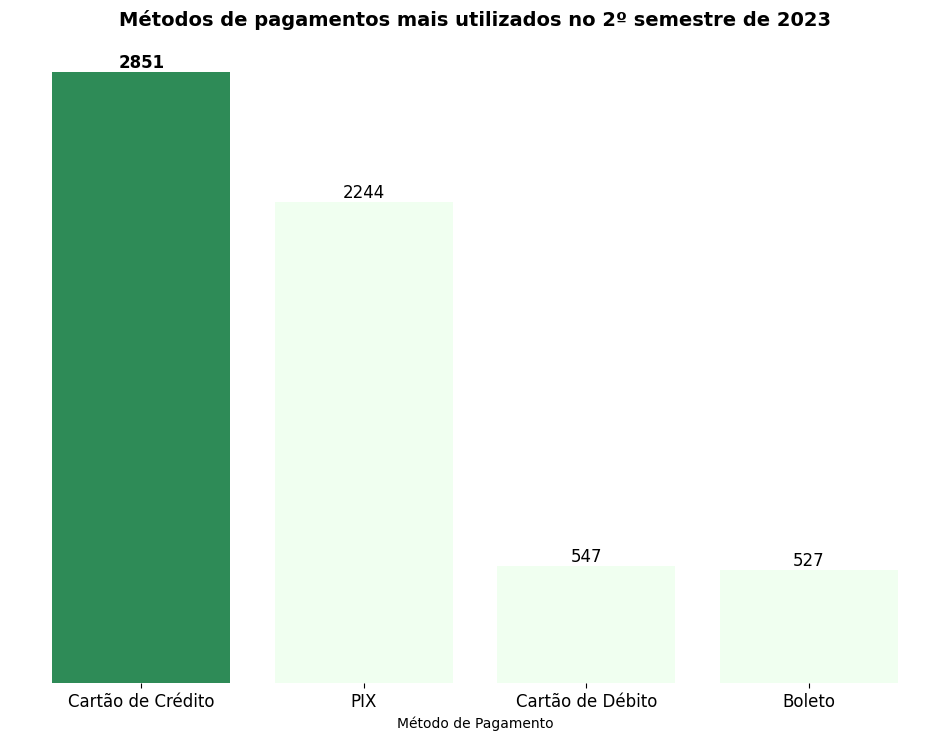 Métodos de pagamentos mais utilizados no 2º semestre de 2023
2851
2244
547
527
Cartão de Crédito
PIX
Cartão de Débito
Boleto
Método de Pagamento